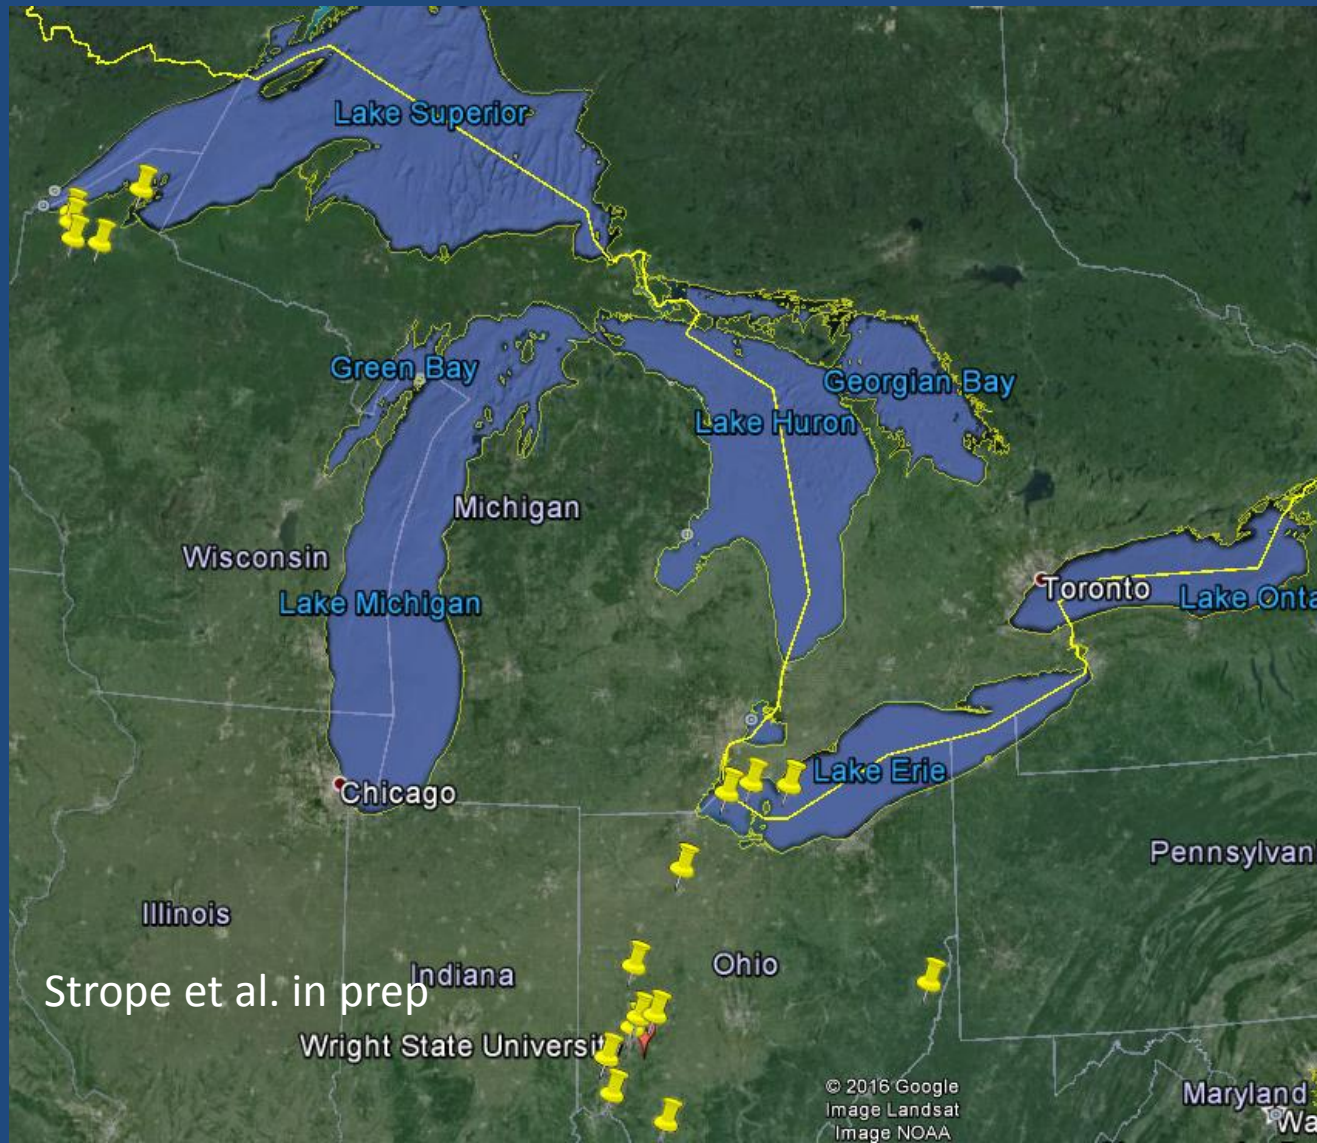 Lake Superior
Green Bay
Georgian Bay
Lake Huron
Michigan
Wisconsin
Lake Michigan
Toronto
Lake Onta
Chicago
Lake Erie
Pennsylvan
Illinois
Indiana
Ohio
Strope et al. in prep
Wright State Universit
© 2016 Google
Image Landsat
Image NOAA
Maryland
Wa